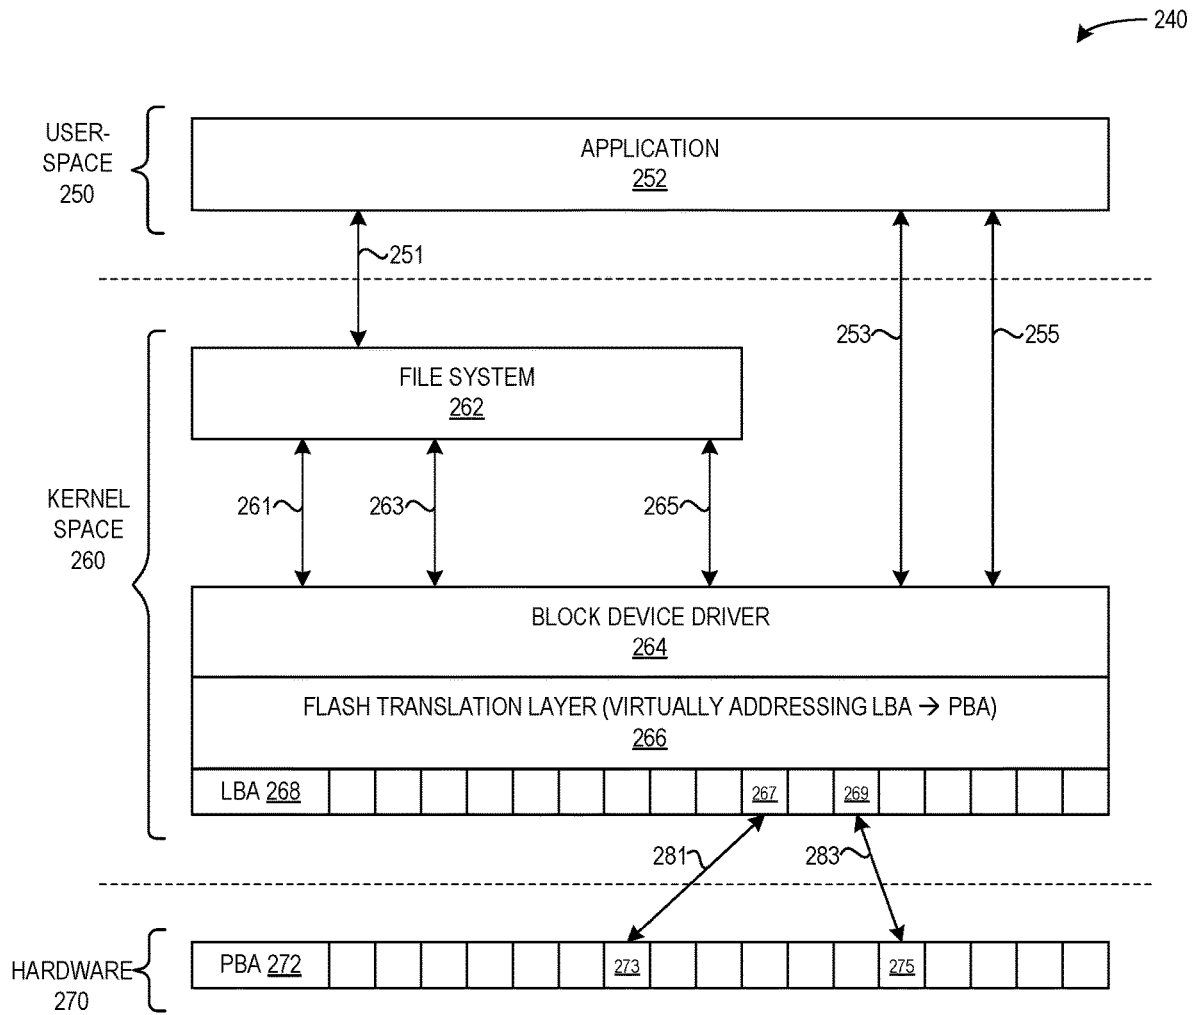 240
USER-
SPACE
250
APPLICATION
252
251
253
255
FILE SYSTEM
262
KERNEL
SPACE
260
261
263
265
BLOCK DEVICE DRIVER
264
FLASH TRANSLATION LAYER (VIRTUALLY ADDRESSING LBA → PBA)
266
LBA 268
267
269
281
283
HARDWARE
270
PBA 272
273
275